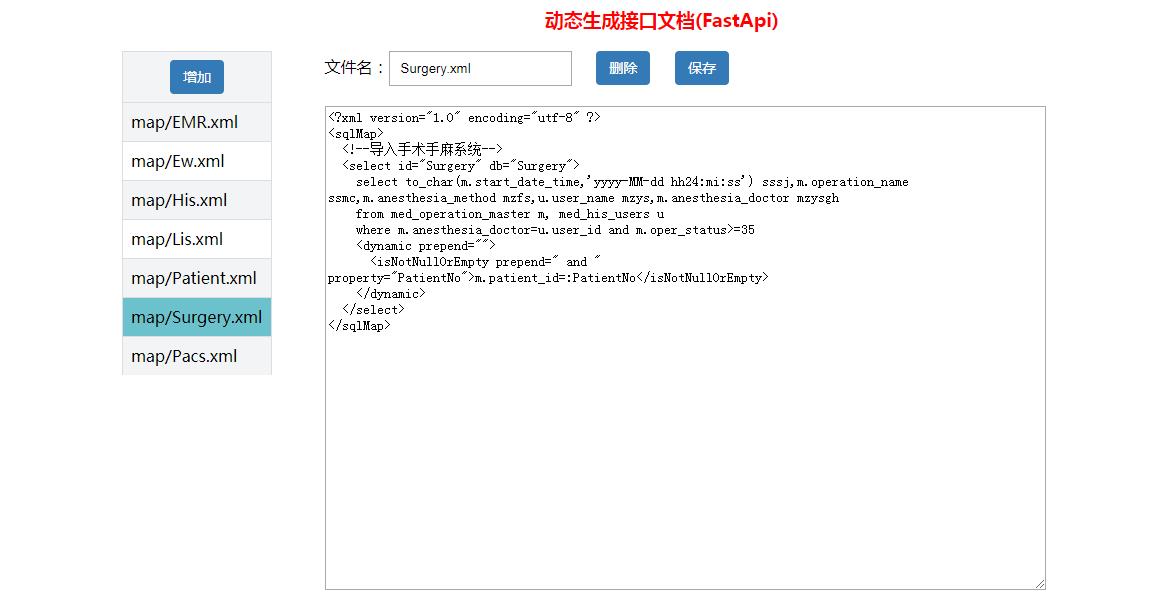 动态生成接口文档(FastApi)
增加
文件名： Surgery.xml 删除 保存
map/EMR.xml
map/Ew.xml
map/His.xml
map/Lis.xml
map/Patient.xml
map/Surgery.xml
map/Pacs.xml
<?xml version="1.0" encoding="utf-8" ?>
<sqlMap>
  <!--导入手术手麻系统-->
  <select id="Surgery" db="Surgery">
    select to_char(m.start_date_time,'yyyy-MM-dd hh24:mi:ss') sssj,m.operation_name
ssmc,m.anesthesia_method mzfs,u.user_name mzys,m.anesthesia_doctor mzysgh
    from med_operation_master m, med_his_users u
    where m.anesthesia_doctor=u.user_id and m.oper_status>=35
    <dynamic prepend="">
      <isNotNullOrEmpty prepend=" and "
property="PatientNo">m.patient_id=:PatientNo</isNotNullOrEmpty>
    </dynamic>
  </select>
</sqlMap>